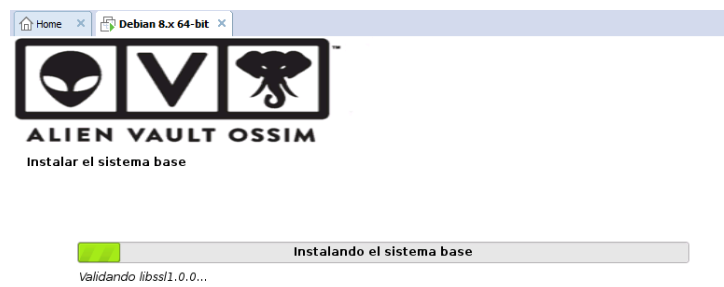 Home
Debian 8.x 64-bit
V
™
ALIEN VAULT OSSIM
Instalar el sistema base
Instalando el sistema base
Validando libssl1.0.0...